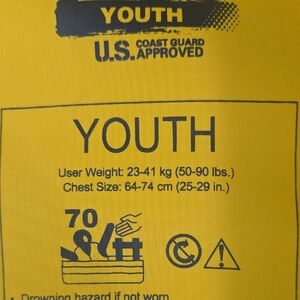 YOUTH
U.S. COAST GUARD
APPROVED
YOUTH
User Weight: 23-41 kg (50-90 lbs.)
Chest Size: 64-74 cm (25-29 in.)
70
• Drowning hazard if not worn